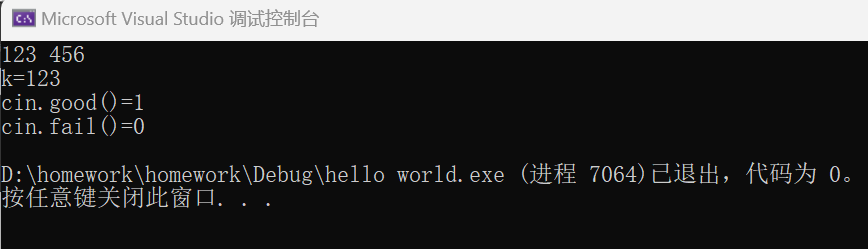 Microsoft Visual Studio 调试控制台
123 456
k=123
cin.good()=1
cin.fail()=0
D:\homework\homework\Debug\hello world.exe (进程 7064)已退出，代码为 0。
按任意键关闭此窗口. . .